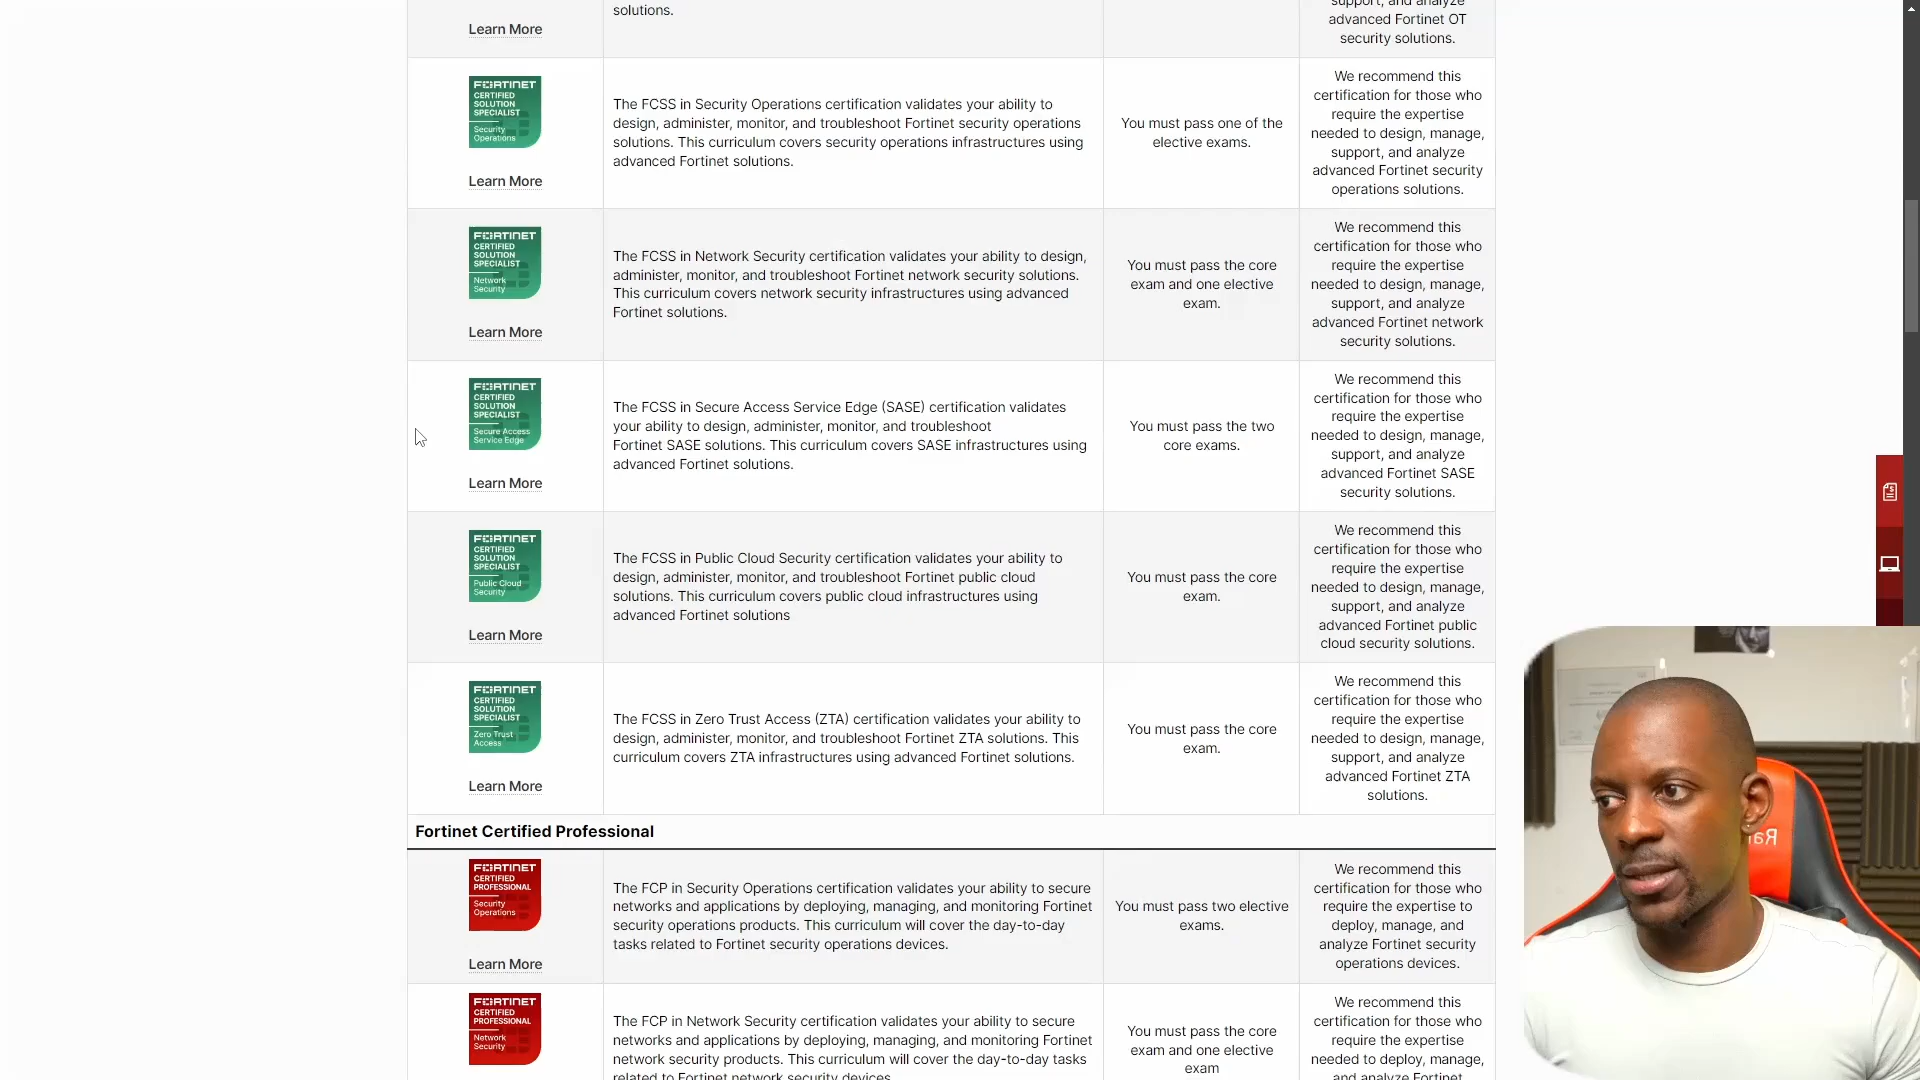 solutions.
support, and analyze
advanced Fortinet OT
security solutions.
Learn More
FORTINET
CERTIFIED
SOLUTION
SPECIALIST
Security
Operations
Learn More
The FCSS in Security Operations certification validates your ability to
design, administer, monitor, and troubleshoot Fortinet security operations
solutions. This curriculum covers security operations infrastructures using
advanced Fortinet solutions.
You must pass one of the
elective exams.
We recommend this
certification for those who
require the expertise
needed to design, manage,
support, and analyze
advanced Fortinet security
operations solutions.
FORTINET
CERTIFIED
SOLUTION
SPECIALIST
Network
Security
Learn More
The FCSS in Network Security certification validates your ability to design,
administer, monitor, and troubleshoot Fortinet network security solutions.
This curriculum covers network security infrastructures using advanced
Fortinet solutions.
You must pass the core
exam and one elective
exam.
We recommend this
certification for those who
require the expertise
needed to design, manage,
support, and analyze
advanced Fortinet network
security solutions.
FORTINET
CERTIFIED
SOLUTION
SPECIALIST
Secure Access
Service Edge
Learn More
The FCSS in Secure Access Service Edge (SASE) certification validates
your ability to design, administer, monitor, and troubleshoot
Fortinet SASE solutions. This curriculum covers SASE infrastructures using
advanced Fortinet solutions.
You must pass the two
core exams.
We recommend this
certification for those who
require the expertise
needed to design, manage,
support, and analyze
advanced Fortinet SASE
security solutions.
FORTINET
CERTIFIED
SOLUTION
SPECIALIST
Public Cloud
Security
Learn More
The FCSS in Public Cloud Security certification validates your ability to
design, administer, monitor, and troubleshoot Fortinet public cloud
solutions. This curriculum covers public cloud infrastructures using
advanced Fortinet solutions
You must pass the core
exam.
We recommend this
certification for those who
require the expertise
needed to design, manage,
support, and analyze
advanced Fortinet public
cloud security solutions.
FORTINET
CERTIFIED
SOLUTION
SPECIALIST
Zero Trust
Access
Learn More
The FCSS in Zero Trust Access (ZTA) certification validates your ability to
design, administer, monitor, and troubleshoot Fortinet ZTA solutions. This
curriculum covers ZTA infrastructures using advanced Fortinet solutions.
You must pass the core
exam.
We recommend this
certification for those who
require the expertise
needed to design, manage,
support, and analyze
advanced Fortinet ZTA
solutions.
Fortinet Certified Professional
FORTINET
CERTIFIED
PROFESSIONAL
Security
Operations
Learn More
The FCP in Security Operations certification validates your ability to secure
networks and applications by deploying, managing, and monitoring Fortinet
security operations products. This curriculum will cover the day-to-day
tasks related to Fortinet security operations devices.
You must pass two elective
exams.
We recommend this
certification for those who
require the expertise to
deploy, manage, and
analyze Fortinet security
operations devices.
FORTINET
CERTIFIED
PROFESSIONAL
Network
Security
The FCP in Network Security certification validates your ability to secure
networks and applications by deploying, managing, and monitoring Fortinet
network security products. This curriculum will cover the day-to-day tasks
related to Fortinet network security devices.
You must pass the core
exam and one elective
exam
We recommend this
certification for those who
require the expertise
needed to deploy, manage,
and analyze Fortinet